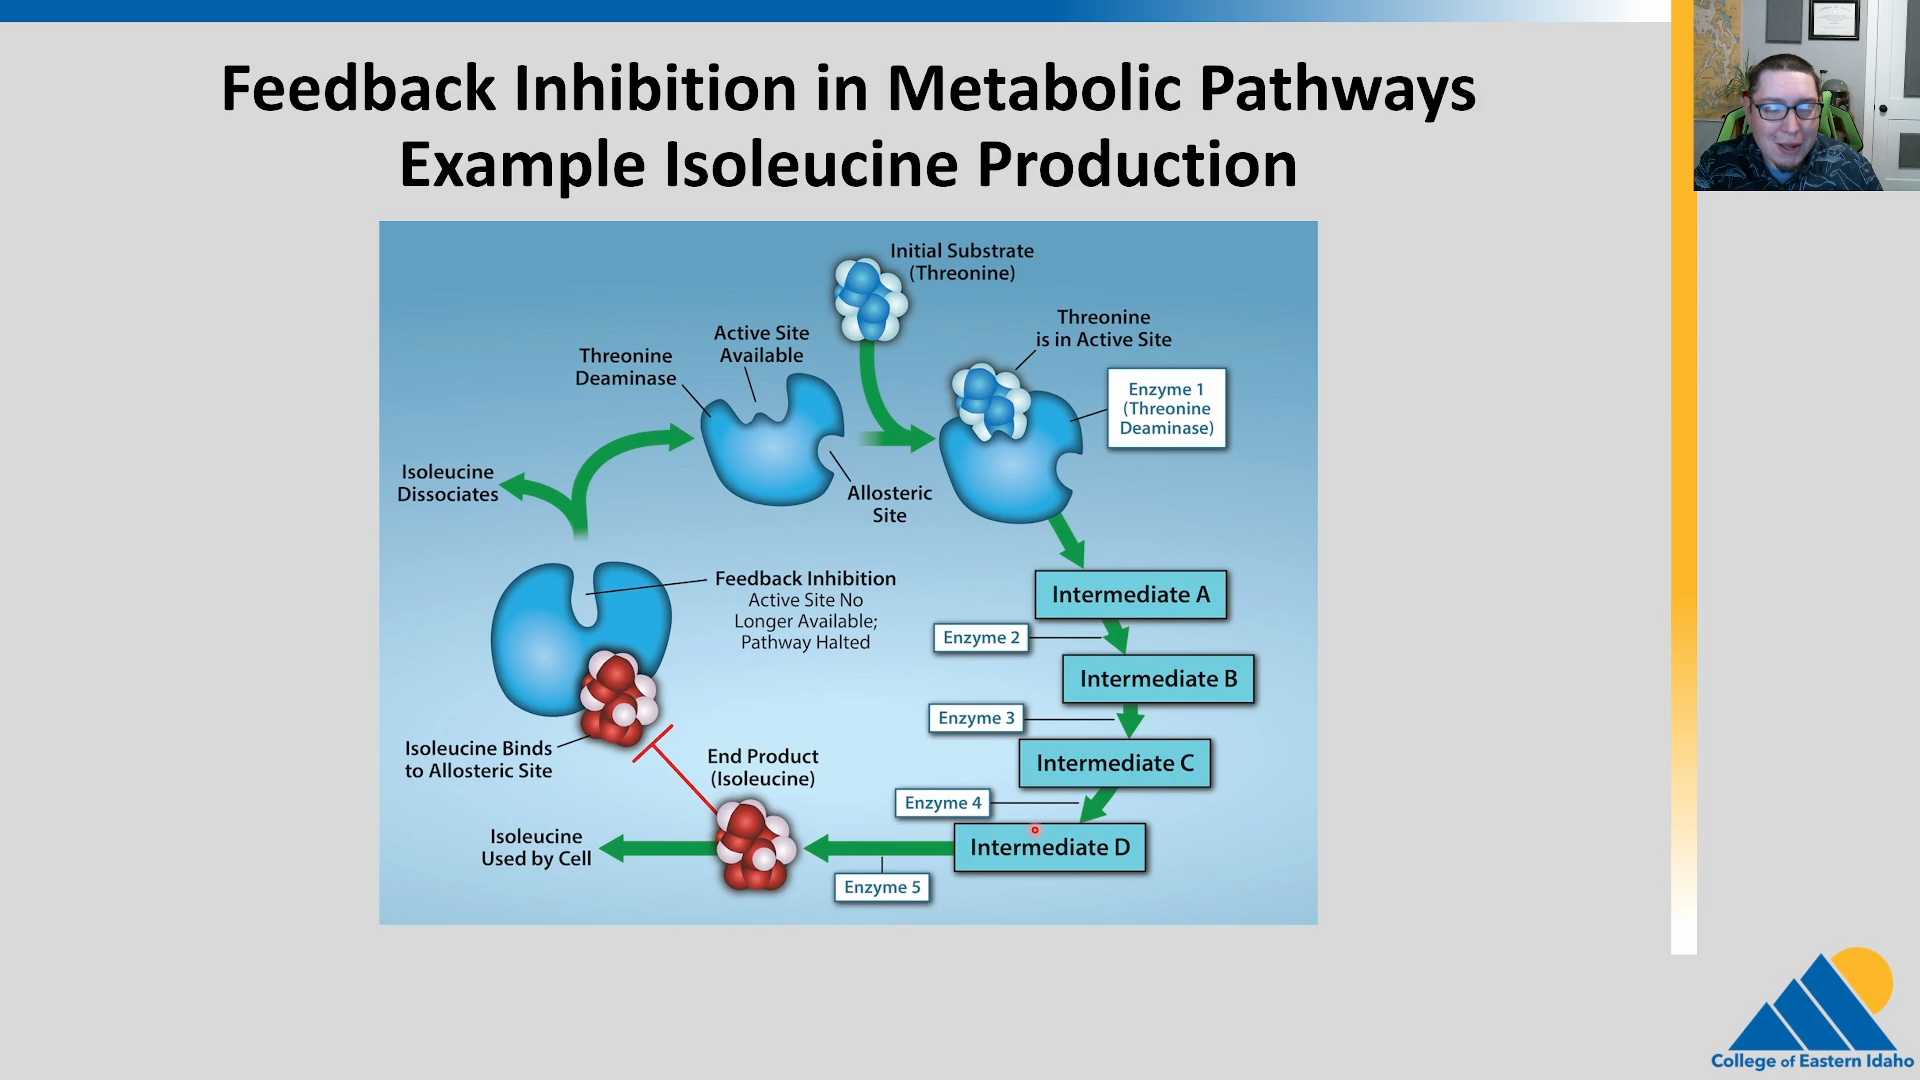 Feedback Inhibition in Metabolic Pathways
Example Isoleucine Production
Initial Substrate
(Threonine)
Threonine
is in Active Site
Active Site
Available
Threonine
Deaminase
Enzyme 1
(Threonine
Deaminase)
Isoleucine
Dissociates
Allosteric
Site
Feedback Inhibition
Active Site No
Longer Available;
Pathway Halted
Intermediate A
Enzyme 2
Intermediate B
Enzyme 3
Intermediate C
Isoleucine Binds
to Allosteric Site
End Product
(Isoleucine)
Enzyme 4
Intermediate D
Isoleucine
Used by Cell
Enzyme 5
College of Eastern Idaho